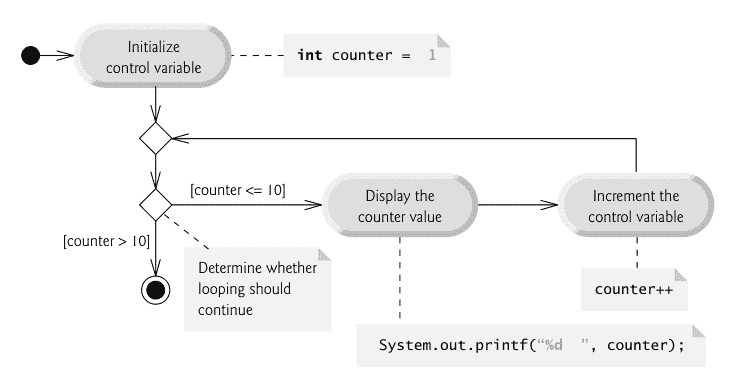 Initialize
control variable
int counter = 1
[counter <= 10]
Display the
counter value
Increment the
control variable
[counter > 10]
Determine whether
looping should
continue
counter++
System.out.printf(“%d  ”, counter);